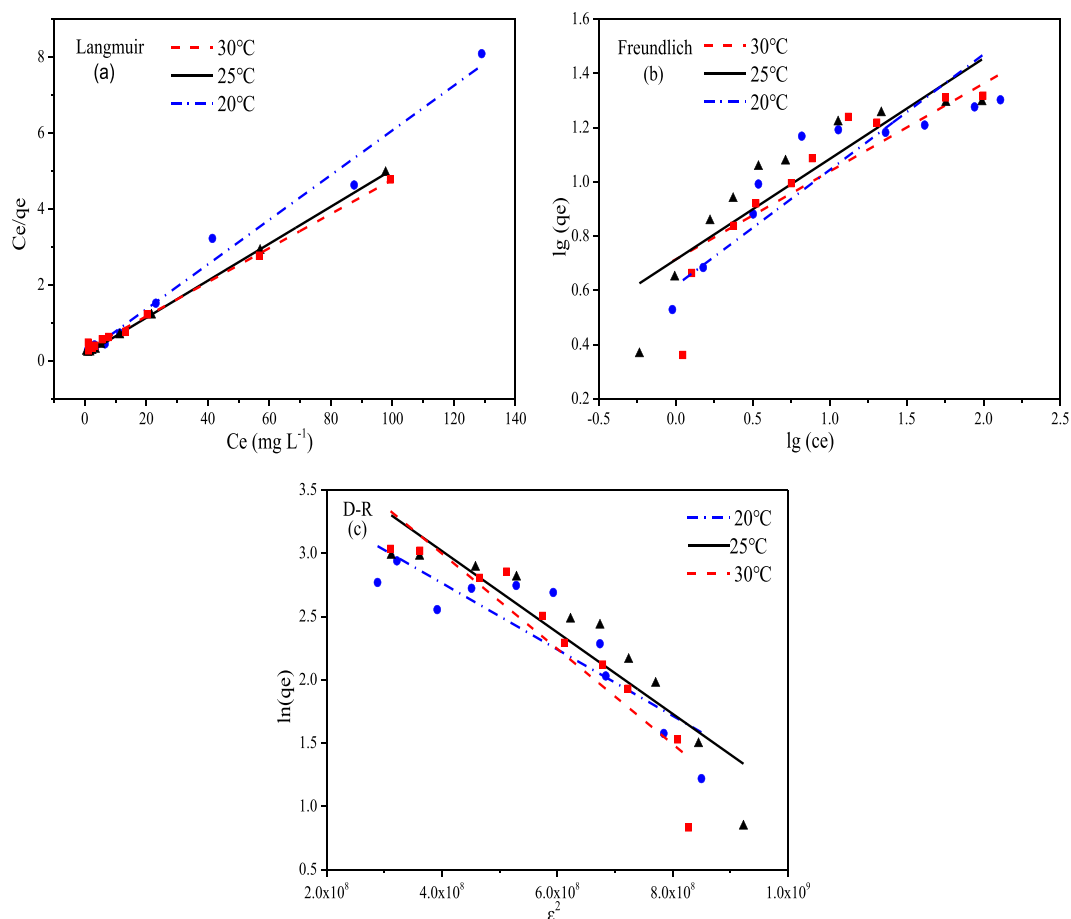 Langmuir
(a)
30℃
25℃
20℃
8
6
4
2
0
Ce/qe
0
20
40
60
80
100
120
140
Ce (mg L⁻¹)
Freundlich
(b)
30℃
25℃
20℃
1.6
1.4
1.2
1.0
0.8
0.6
0.4
0.2
lg (qe)
-0.5
0.0
0.5
1.0
1.5
2.0
2.5
lg (ce)
D-R
(c)
20℃
25℃
30℃
3.5
3.0
2.5
2.0
1.5
1.0
0.5
ln(qe)
2.0x10⁸
4.0x10⁸
6.0x10⁸
8.0x10⁸
1.0x10⁹
ε²